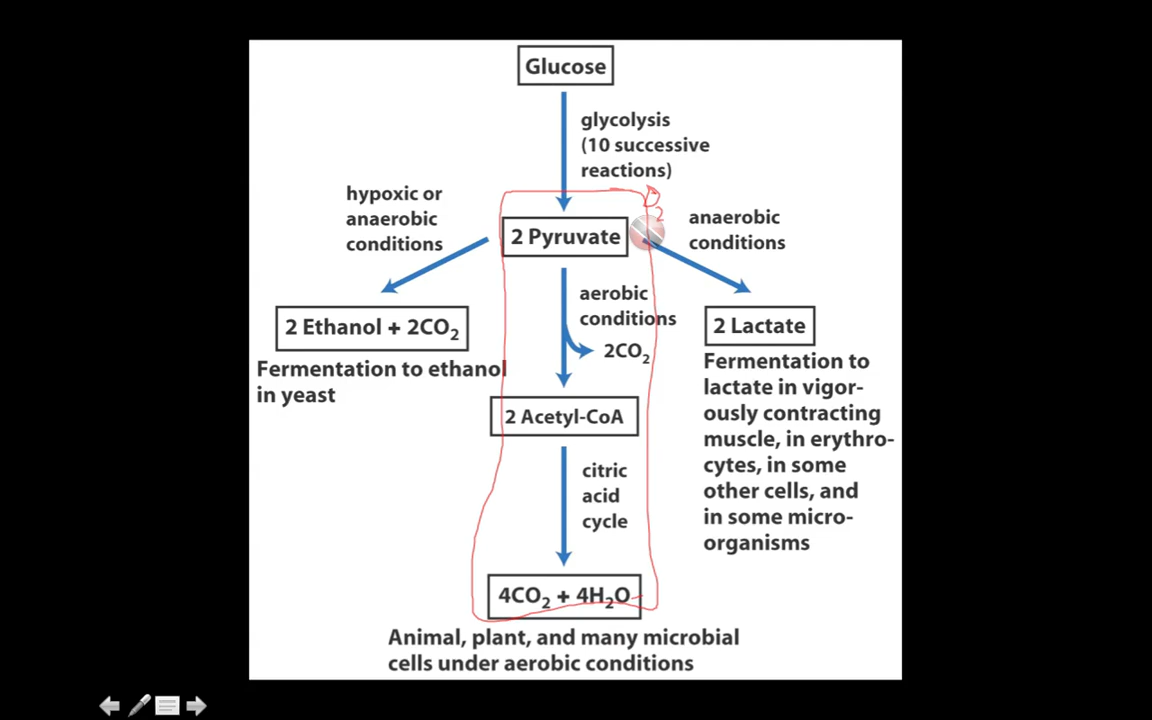 Glucose
glycolysis
(10 successive
reactions)
hypoxic or
anaerobic
conditions
2 Pyruvate
anaerobic
conditions
2 Ethanol + 2CO₂
Fermentation to ethanol
in yeast
aerobic
conditions
2CO₂
2 Lactate
Fermentation to
lactate in vigor-
ously contracting
muscle, in erythro-
cytes, in some
other cells, and
in some micro-
organisms
2 Acetyl-CoA
citric
acid
cycle
4CO₂ + 4H₂O
Animal, plant, and many microbial
cells under aerobic conditions